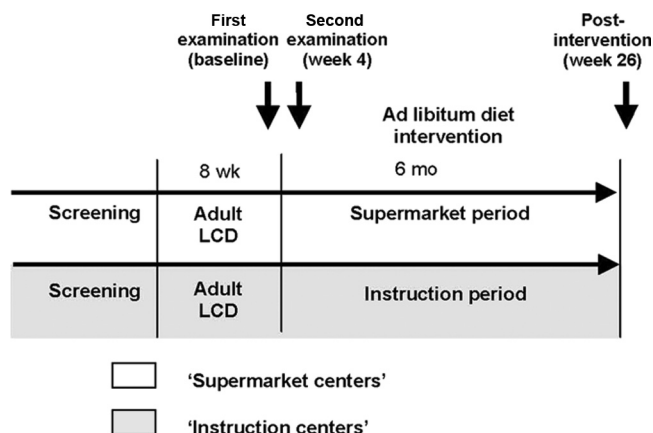 First
examination
(baseline)
Second
examination
(week 4)
Post-
intervention
(week 26)
Ad libitum diet
intervention
8 wk
6 mo
Screening
Adult
LCD
Supermarket period
Screening
Adult
LCD
Instruction period
‘Supermarket centers’
‘Instruction centers’